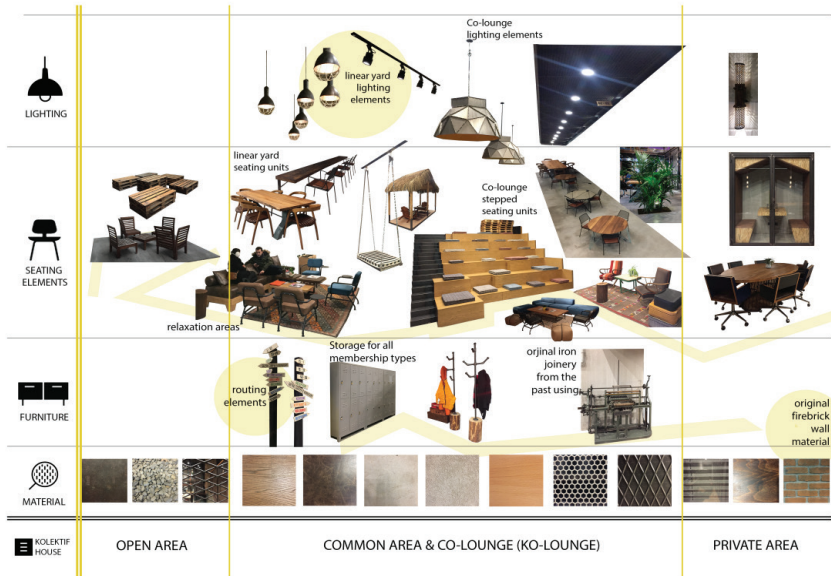 Co-lounge
lighting elements
linear yard
lighting
elements
LIGHTING
linear yard
seating units
Co-lounge
stepped
seating units
SEATING
ELEMENTS
relaxation areas
Storage for all
membership types
orjinal iron
joinery
from the
past using
routing
elements
FURNITURE
original
firebrick
wall
material
MATERIAL
KOLEKTIF
HOUSE
OPEN AREA
COMMON AREA & CO-LOUNGE (KO-LOUNGE)
PRIVATE AREA